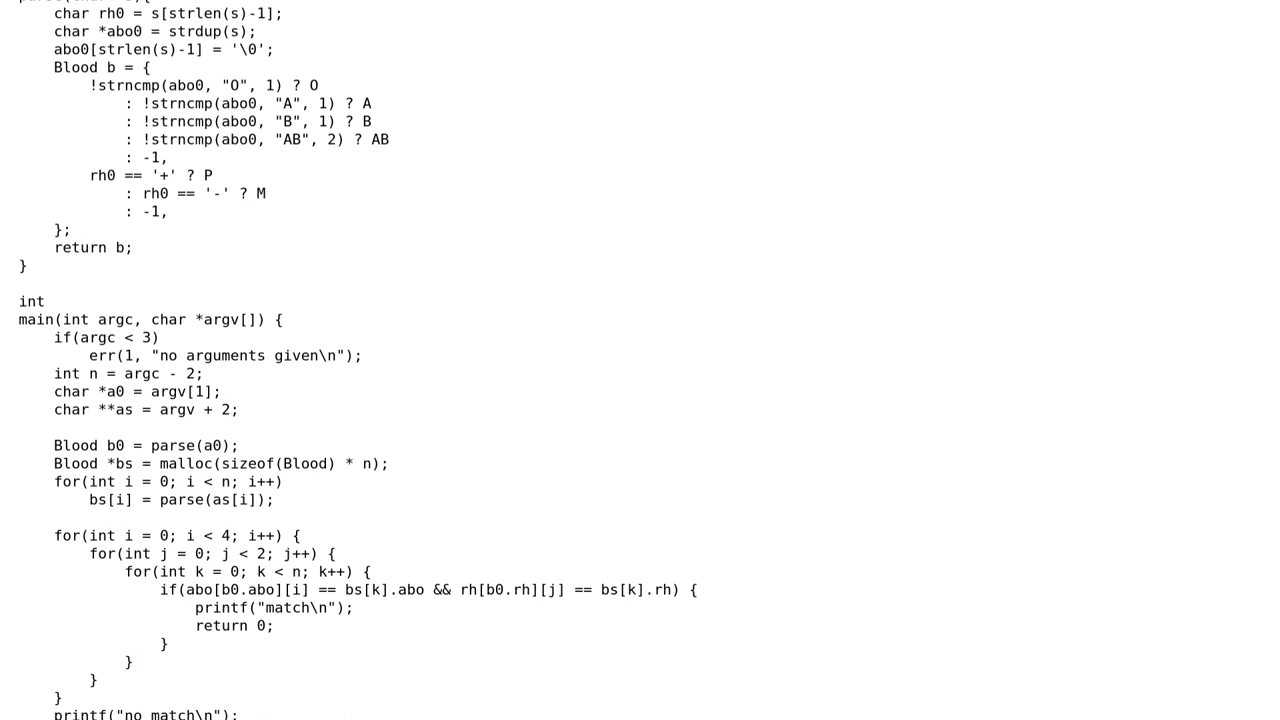 char rh0 = s[strlen(s)-1];
    char *abo0 = strdup(s);
    abo0[strlen(s)-1] = '\0';
    Blood b = {
        !strncmp(abo0, "O", 1) ? O
            : !strncmp(abo0, "A", 1) ? A
            : !strncmp(abo0, "B", 1) ? B
            : !strncmp(abo0, "AB", 2) ? AB
            : -1,
        rh0 == '+' ? P
            : rh0 == '-' ? M
            : -1,
    };
    return b;
}

int
main(int argc, char *argv[]) {
    if(argc < 3)
        err(1, "no arguments given\n");
    int n = argc - 2;
    char *a0 = argv[1];
    char **as = argv + 2;

    Blood b0 = parse(a0);
    Blood *bs = malloc(sizeof(Blood) * n);
    for(int i = 0; i < n; i++)
        bs[i] = parse(as[i]);

    for(int i = 0; i < 4; i++) {
        for(int j = 0; j < 2; j++) {
            for(int k = 0; k < n; k++) {
                if(abo[b0.abo][i] == bs[k].abo && rh[b0.rh][j] == bs[k].rh) {
                    printf("match\n");
                    return 0;
                }
            }
        }
    }
    printf("no match\n");